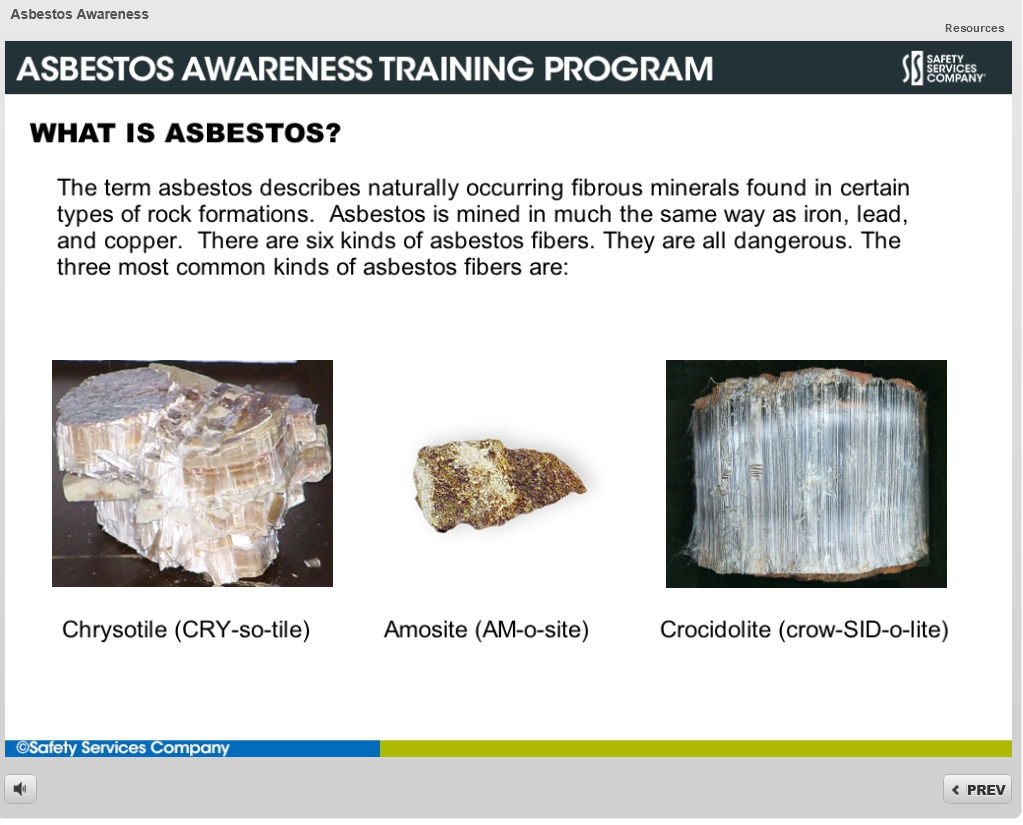 Asbestos Awareness
Resources
ASBESTOS AWARENESS TRAINING PROGRAM
SAFETY
SERVICES
COMPANY
WHAT IS ASBESTOS?
The term asbestos describes naturally occurring fibrous minerals found in certain
types of rock formations.  Asbestos is mined in much the same way as iron, lead,
and copper.  There are six kinds of asbestos fibers. They are all dangerous. The
three most common kinds of asbestos fibers are:
Chrysotile (CRY-so-tile)
Amosite (AM-o-site)
Crocidolite (crow-SID-o-lite)
©Safety Services Company
PREV